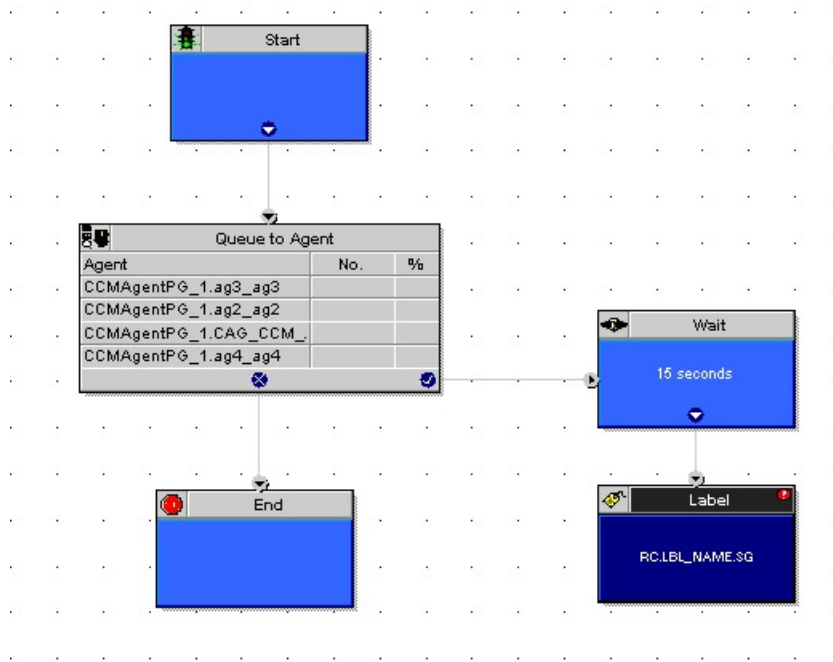 Start
Queue to Agent
Agent No. %
CCMAgentPG_1.ag3_ag3
CCMAgentPG_1.ag2_ag2
CCMAgentPG_1.CAG_CCM_.
CCMAgentPG_1.ag4_ag4
Wait
15 seconds
End
Label
RC.LBL_NAME.SG